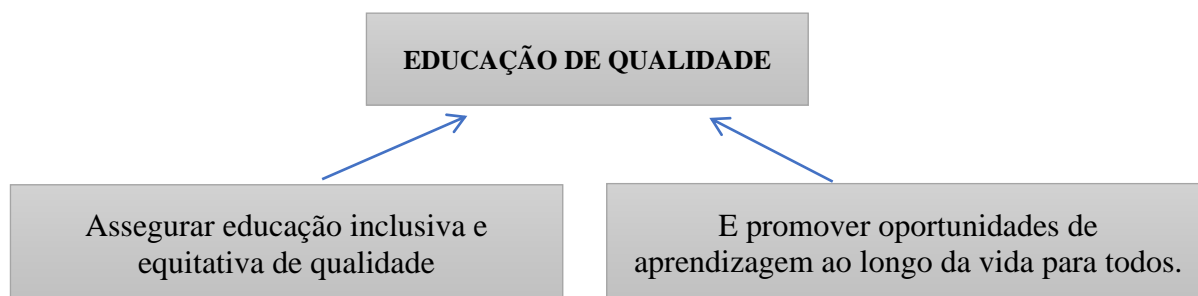 EDUCAÇÃO DE QUALIDADE
Assegurar educação inclusiva e
equitativa de qualidade
E promover oportunidades de
aprendizagem ao longo da vida para todos.